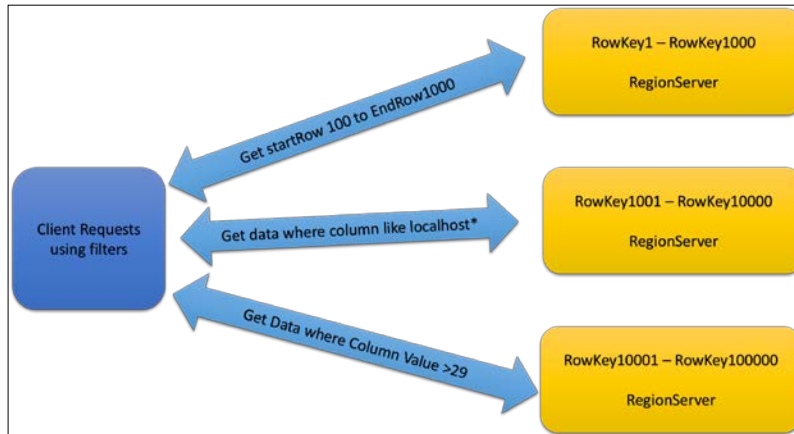 RowKey1 – RowKey1000
RegionServer
Get startRow 100 to EndRow1000
Client Requests
using filters
Get data where column like localhost*
RowKey1001 – RowKey10000
RegionServer
Get Data where Column Value >29
RowKey10001 – RowKey100000
RegionServer